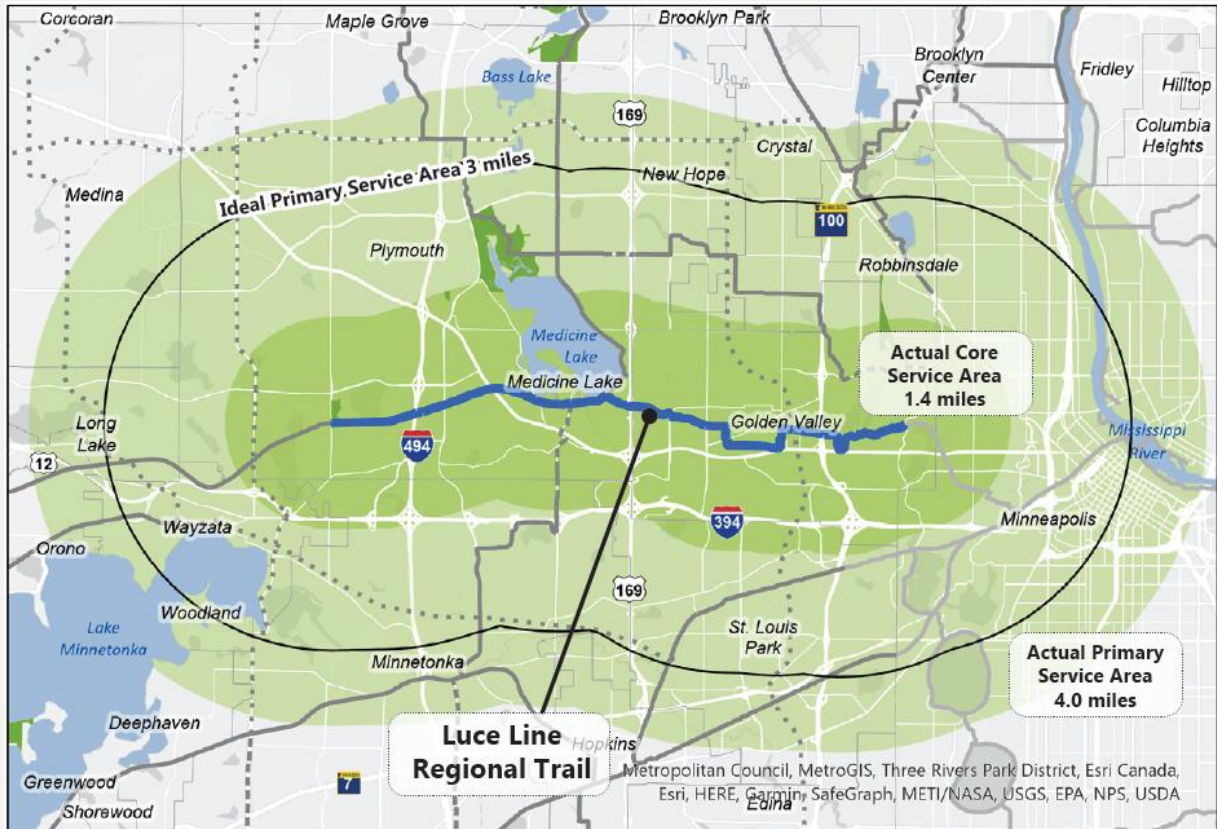 Corcoran
Maple Grove
Brooklyn Park
Bass Lake
Brooklyn
Center
Fridley
Hilltop
169
Columbia
Heights
Crystal
Ideal Primary Service Area 3 miles
New Hope
Medina
100
Plymouth
Robbinsdale
Medicine
Lake
Actual Core
Service Area
1.4 miles
Medicine Lake
Golden Valley
Long
Lake
494
Mississippi
River
12
394
Minneapolis
Wayzata
Orono
169
Woodland
Lake
Minnetonka
St. Louis
Park
Minnetonka
Actual Primary
Service Area
4.0 miles
Deephaven
Luce Line
Regional Trail
Hopkins
Greenwood
7
Shorewood
Edina
Metropolitan Council, MetroGIS, Three Rivers Park District, Esri Canada,
Esri, HERE, Garmin, SafeGraph, METI/NASA, USGS, EPA, NPS, USDA